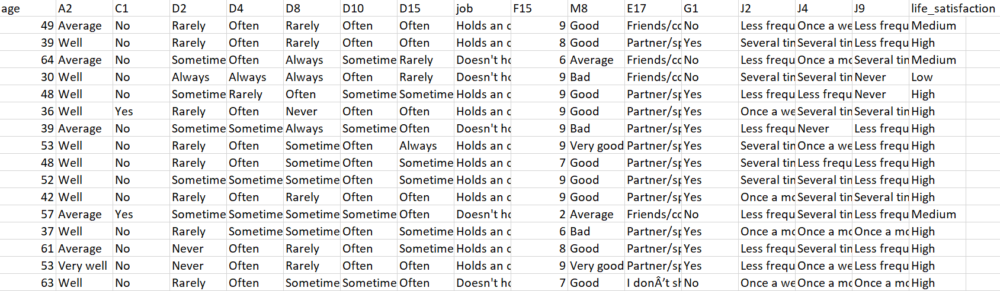 age A2 C1 D2 D4 D8 D10 D15 job F15 M8 E17 G1 J2 J4 J9 life_satisfaction
49 Average No Rarely Often Rarely Often Often Holds an c 9 Good Friends/cc No Less frequ Once a we Less frequ Medium
39 Well No Rarely Often Rarely Often Often Holds an c 8 Good Partner/sp Yes Several tin Several tin Less frequ High
64 Average No Sometime Often Always Sometime Rarely Doesn't hc 6 Average Friends/cc No Less frequ Once a mc Several tin Medium
30 Well No Always Always Always Often Rarely Doesn't hc 9 Bad Friends/cc No Several tin Several tin Never Low
48 Well No Sometime Rarely Often Sometime Sometime Holds an c 9 Good Partner/sp Yes Less frequ Less frequ Never High
36 Well Yes Rarely Often Never Often Often Holds an c 9 Good Partner/sp Yes Once a we Several tin Several tin High
39 Average No Sometime Sometime Always Sometime Often Doesn't hc 9 Bad Partner/sp Yes Less frequ Never Less frequ High
53 Well No Rarely Often Sometime Often Always Holds an c 9 Very good Partner/sp Yes Several tin Once a we Less frequ High
48 Well No Rarely Often Sometime Often Sometime Holds an c 7 Good Partner/sp Yes Several tin Less frequ Less frequ High
52 Well No Sometime Sometime Sometime Often Sometime Holds an c 9 Good Partner/sp Yes Several tin Several tin Less frequ High
42 Well No Rarely Often Rarely Often Often Holds an c 9 Good Partner/sp Yes Once a mc Several tin Several tin High
57 Average Yes Sometime Sometime Sometime Sometime Often Doesn't hc 2 Average Friends/cc No Less frequ Several tin Less frequ Medium
37 Well No Rarely Sometime Sometime Often Sometime Holds an c 6 Bad Partner/sp Yes Once a mc Once a mc Once a mc High
61 Average No Never Often Rarely Often Sometime Holds an c 8 Good Partner/sp Yes Less frequ Several tin Less frequ High
53 Very well No Never Often Rarely Often Often Holds an c 9 Very good Partner/sp Yes Less frequ Once a we Less frequ High
63 Well No Rarely Often Sometime Sometime Often Doesn't hc 7 Good I donÂ’t sh No Once a we Once a mc Once a mc High